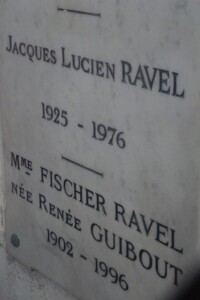 Jacques Lucien RAVEL
1925 - 1976
Mme FISCHER RAVEL
née Renée GUIBOUT
1902 - 1996